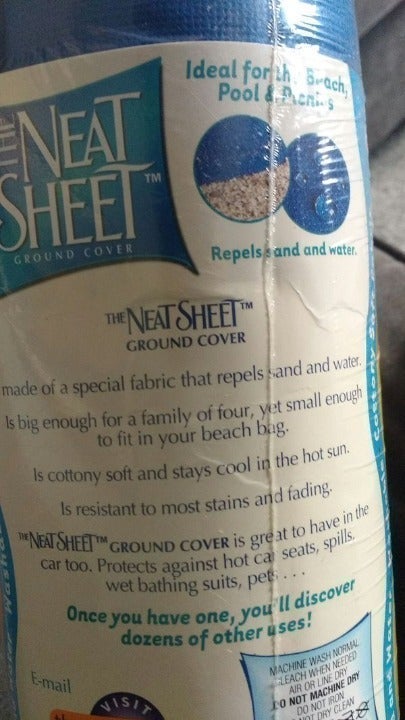 Ideal for the Beach,
Pool & Picnics
THE
NEAT
SHEET™
GROUND COVER
Repels sand and water.
THE NEAT SHEET™
GROUND COVER
made of a special fabric that repels sand and water.
Is big enough for a family of four, yet small enough
to fit in your beach bag.
Is cottony soft and stays cool in the hot sun.
Is resistant to most stains and fading.
THE NEAT SHEET™ GROUND COVER is great to have in the
car too. Protects against hot car seats, spills,
wet bathing suits, pets . . .
Once you have one, you'll discover
dozens of other uses!
E-mail
VISIT
MACHINE WASH NORMAL
BLEACH WHEN NEEDED
AIR OR LINE DRY
DO NOT MACHINE DRY
DO NOT IRON
DRY CLEAN